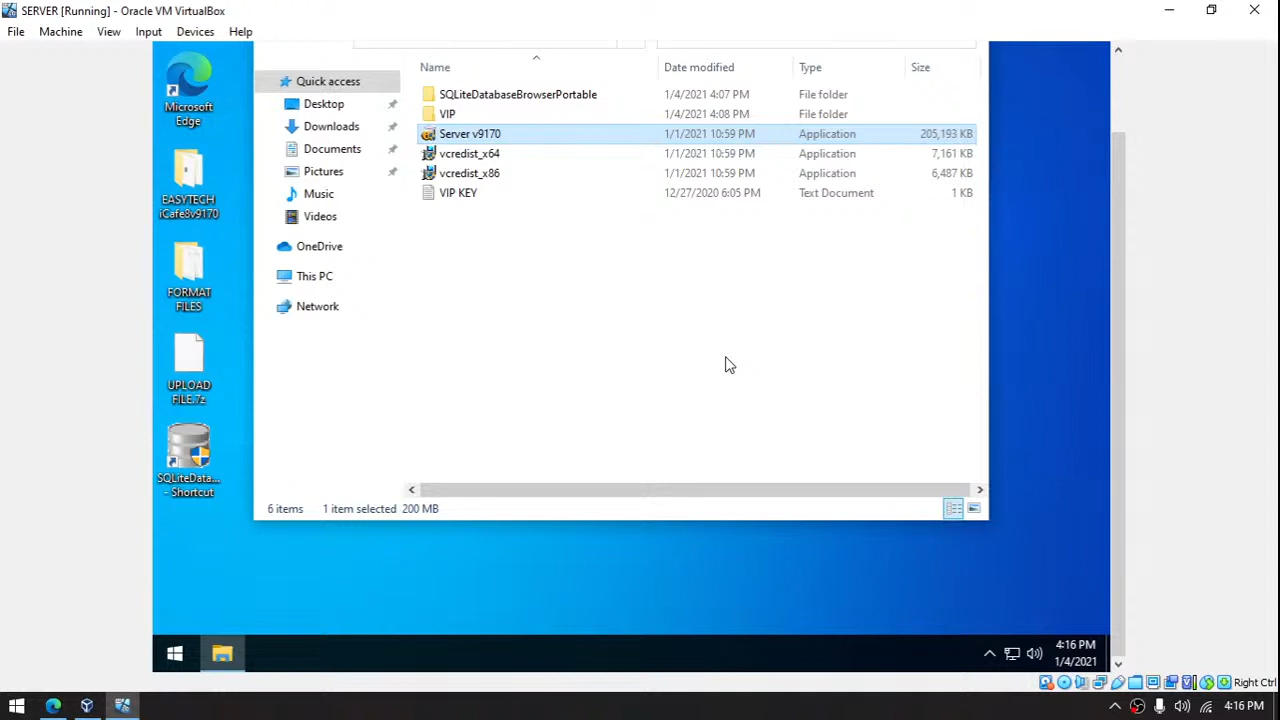 SERVER [Running] - Oracle VM VirtualBox
File Machine View Input Devices Help
Name Date modified Type Size
Quick access
Desktop
Downloads
Documents
Pictures
Music
Videos
OneDrive
This PC
Network
SQLiteDatabaseBrowserPortable 1/4/2021 4:07 PM File folder
VIP 1/4/2021 4:08 PM File folder
Server v9170 1/1/2021 10:59 PM Application 205,193 KB
vcredist_x64 1/1/2021 10:59 PM Application 7,161 KB
vcredist_x86 1/1/2021 10:59 PM Application 6,487 KB
VIP KEY 12/27/2020 6:05 PM Text Document 1 KB
Microsoft
Edge
EASYTECH
iCafe8v9170
FORMAT
FILES
UPLOAD
FILE.7z
SQLiteData...
- Shortcut
6 items 1 item selected 200 MB
4:16 PM
1/4/2021
Right Ctrl
4:16 PM